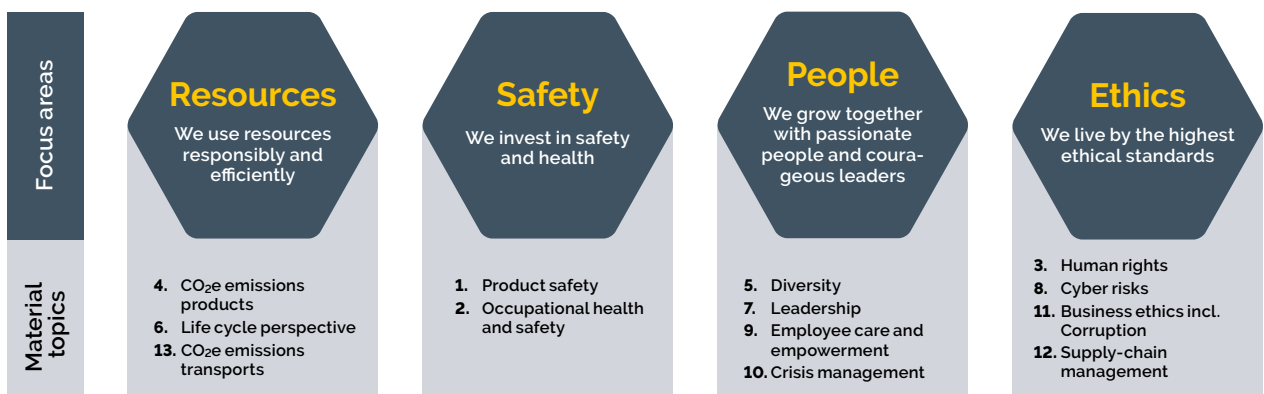 Focus areas
Resources
We use resources
responsibly and
efficiently
Safety
We invest in safety
and health
People
We grow together
with passionate
people and coura-
geous leaders
Ethics
We live by the highest
ethical standards
Material
topics
4. CO₂e emissions
products
6. Life cycle perspective
13. CO₂e emissions
transports
1. Product safety
2. Occupational health
and safety
5. Diversity
7. Leadership
9. Employee care and
empowerment
10. Crisis management
3. Human rights
8. Cyber risks
11. Business ethics incl.
Corruption
12. Supply-chain
management